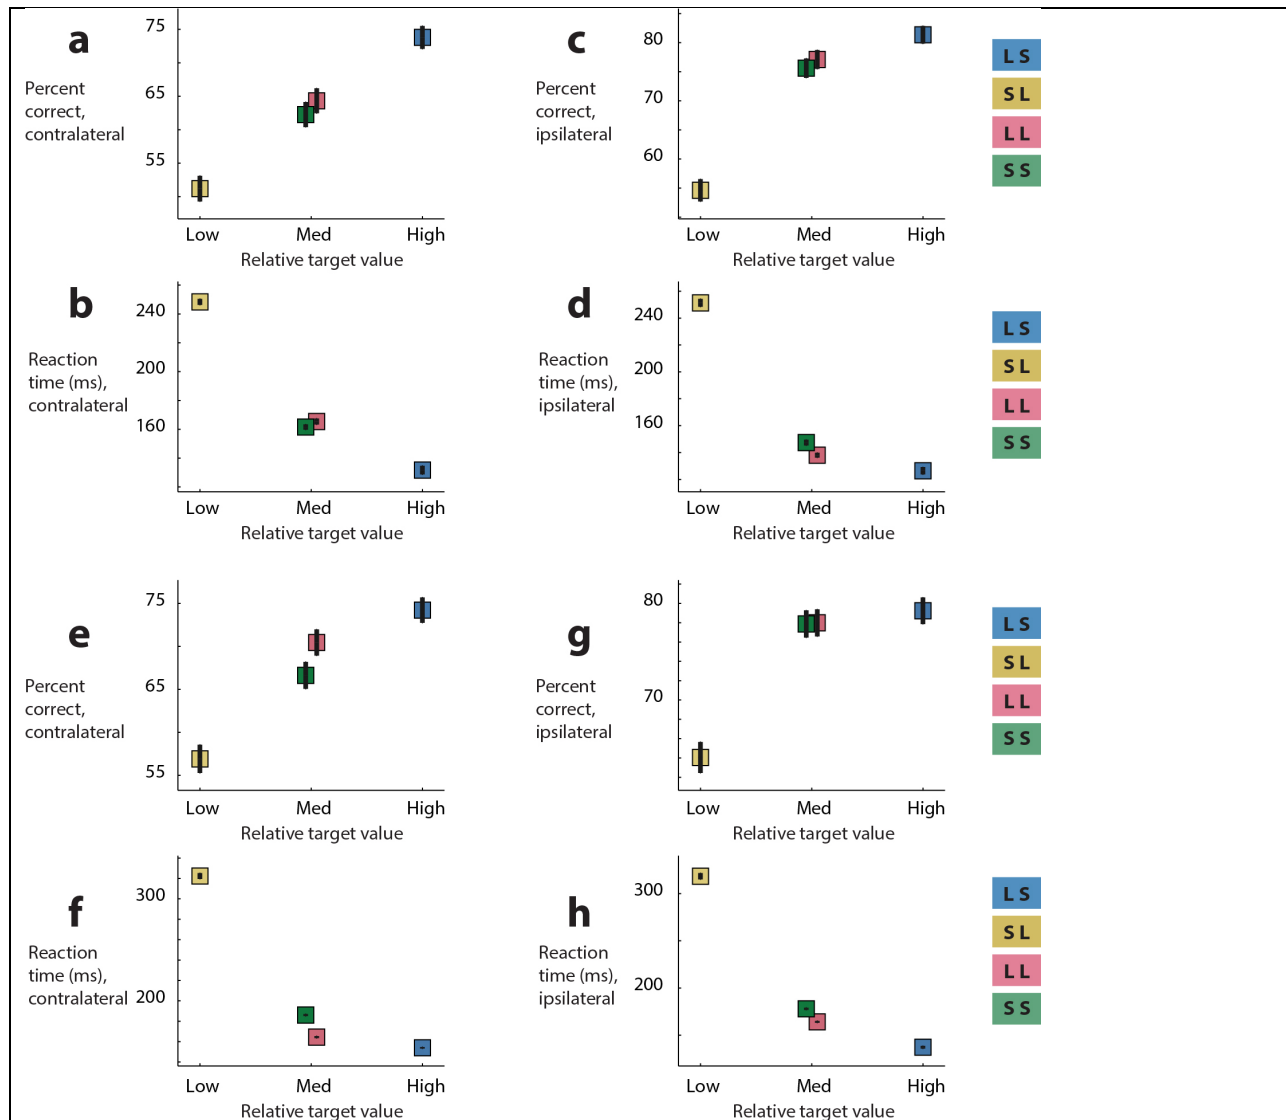 a
Percent
correct,
contralateral
75
65
55
Low Med High
Relative target value
c
Percent
correct,
ipsilateral
80
70
60
Low Med High
Relative target value
L S
S L
L L
S S
b
Reaction
time (ms),
contralateral
240
200
160
Low Med High
Relative target value
d
Reaction
time (ms),
ipsilateral
240
200
160
Low Med High
Relative target value
L S
S L
L L
S S
e
Percent
correct,
contralateral
75
65
55
Low Med High
Relative target value
g
Percent
correct,
ipsilateral
80
70
Low Med High
Relative target value
L S
S L
L L
S S
f
Reaction
time (ms),
contralateral
300
200
Low Med High
Relative target value
h
Reaction
time (ms),
ipsilateral
300
200
Low Med High
Relative target value
L S
S L
L L
S S